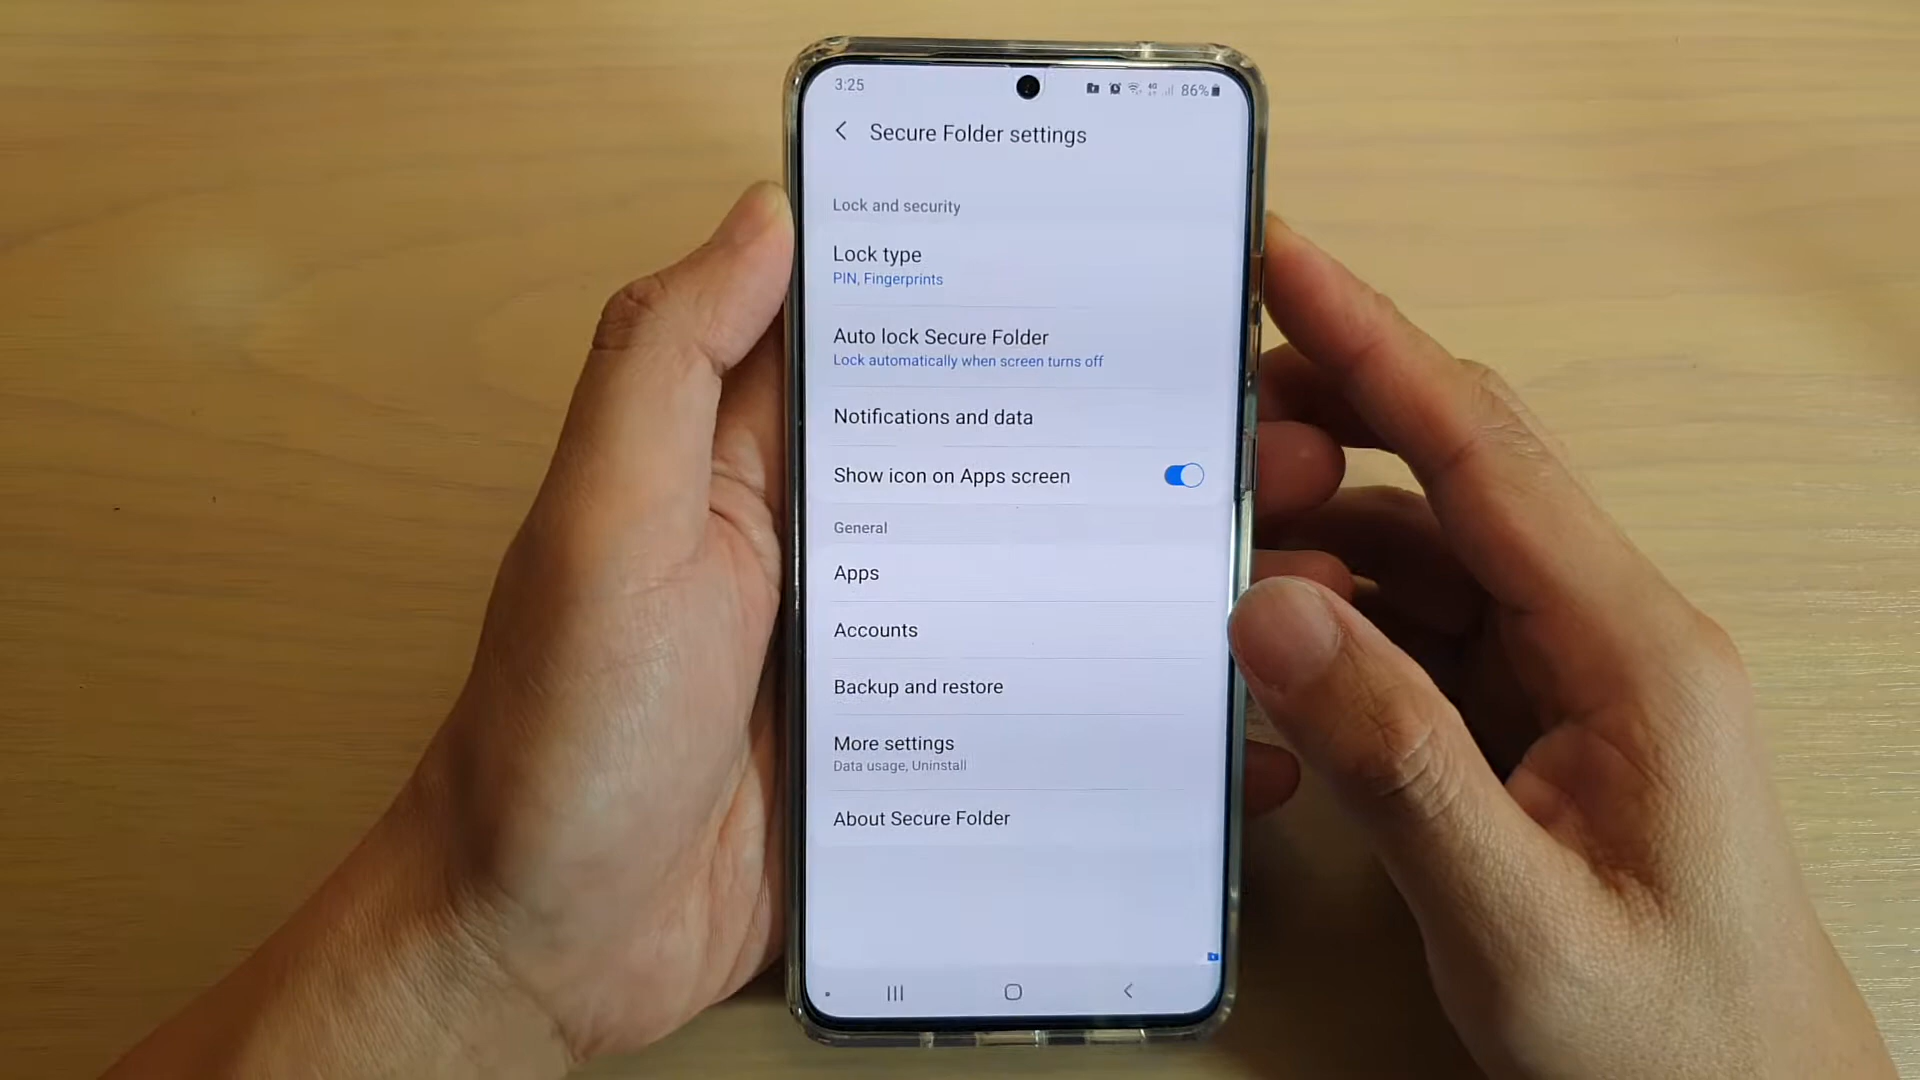 3:25
4G
86%
Secure Folder settings
Lock and security
Lock type
PIN, Fingerprints
Auto lock Secure Folder
Lock automatically when screen turns off
Notifications and data
Show icon on Apps screen
General
Apps
Accounts
Backup and restore
More settings
Data usage, Uninstall
About Secure Folder